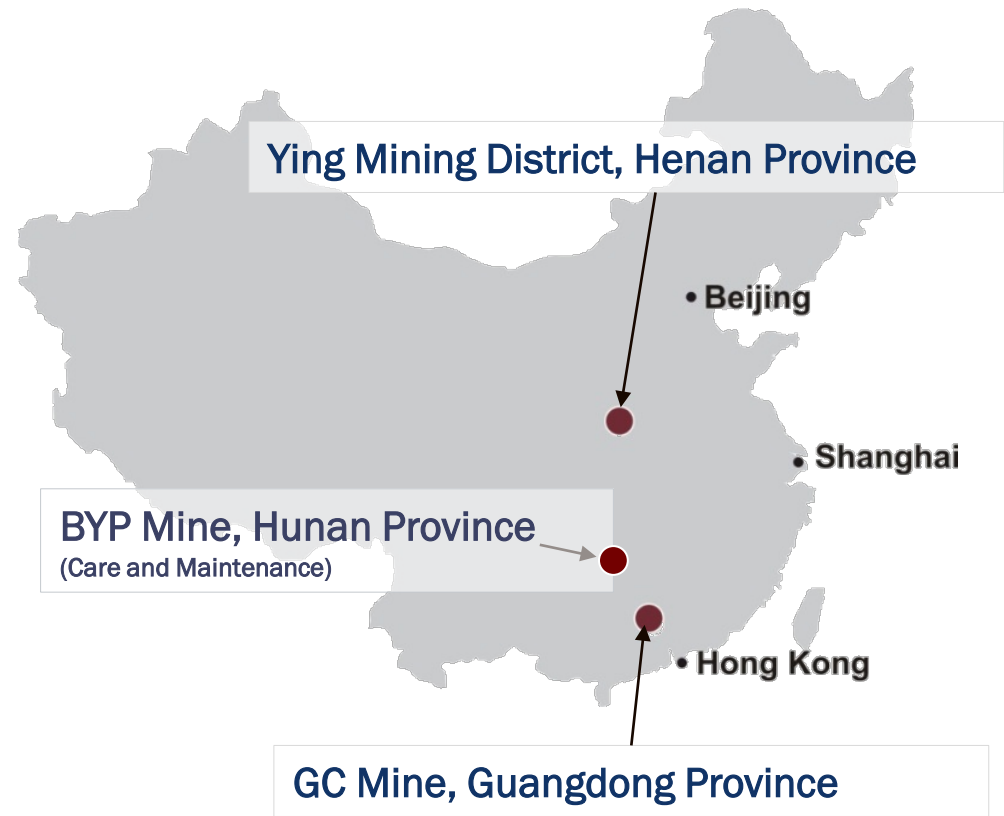 Ying Mining District, Henan Province
Beijing
Shanghai
BYP Mine, Hunan Province
(Care and Maintenance)
Hong Kong
GC Mine, Guangdong Province